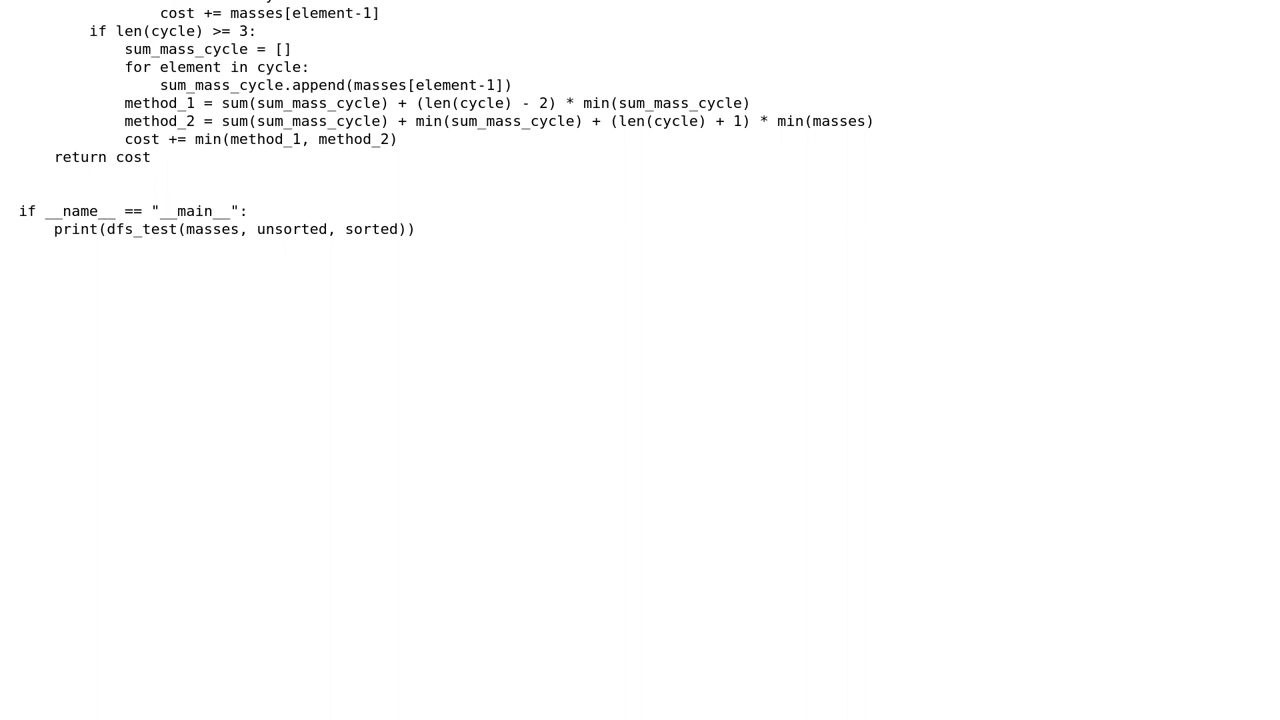 cost += masses[element-1]
if len(cycle) >= 3:
sum_mass_cycle = []
for element in cycle:
sum_mass_cycle.append(masses[element-1])
method_1 = sum(sum_mass_cycle) + (len(cycle) - 2) * min(sum_mass_cycle)
method_2 = sum(sum_mass_cycle) + min(sum_mass_cycle) + (len(cycle) + 1) * min(masses)
cost += min(method_1, method_2)
return cost
if __name__ == "__main__":
print(dfs_test(masses, unsorted, sorted))